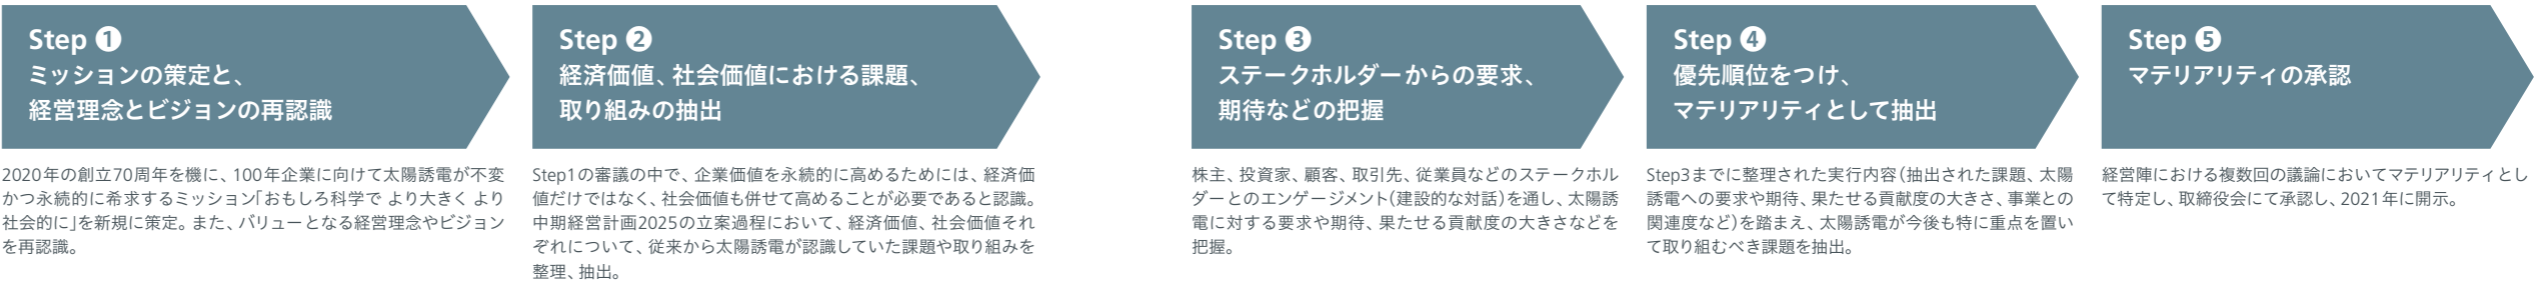 Step ❶
ミッションの策定と、
経営理念とビジョンの再認識
2020年の創立70周年を機に、100年企業に向けて太陽誘電が不変
かつ永続的に希求するミッション「おもしろ科学で より大きく より
社会的に」を新規に策定。また、バリューとなる経営理念やビジョン
を再認識。
Step ❷
経済価値、社会価値における課題、
取り組みの抽出
Step1の審議の中で、企業価値を永続的に高めるためには、経済価
値だけではなく、社会価値も併せて高めることが必要であると認識。
中期経営計画2025の立案過程において、経済価値、社会価値それ
ぞれについて、従来から太陽誘電が認識していた課題や取り組みを
整理、抽出。
Step ❸
ステークホルダーからの要求、
期待などの把握
株主、投資家、顧客、取引先、従業員などのステークホル
ダーとのエンゲージメント(建設的な対話)を通し、太陽誘
電に対する要求や期待、果たせる貢献度の大きさなどを
把握。
Step ❹
優先順位をつけ、
マテリアリティとして抽出
Step3までに整理された実行内容(抽出された課題、太陽
誘電への要求や期待、果たせる貢献度の大きさ、事業との
関連度など)を踏まえ、太陽誘電が今後も特に重点を置い
て取り組むべき課題を抽出。
Step ❺
マテリアリティの承認
経営陣における複数回の議論においてマテリアリティとし
て特定し、取締役会にて承認し、2021年に開示。